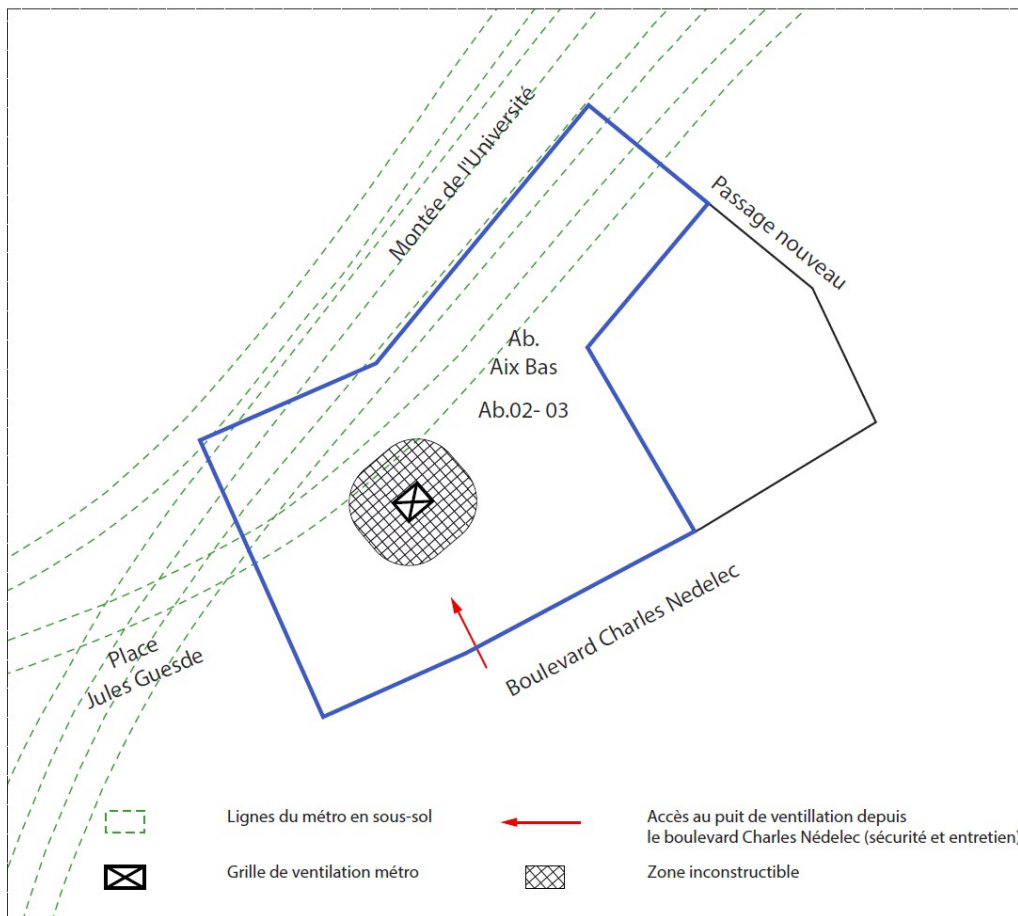 Montée de l'Université
Passage nouveau
Ab.
Aix Bas
Ab.02- 03
Place
Jules Guesde
Boulevard Charles Nedelec
Lignes du métro en sous-sol
Accès au puit de ventillation depuis
le boulevard Charles Nédelec (sécurité et entretien)
Grille de ventilation métro
Zone inconstructible